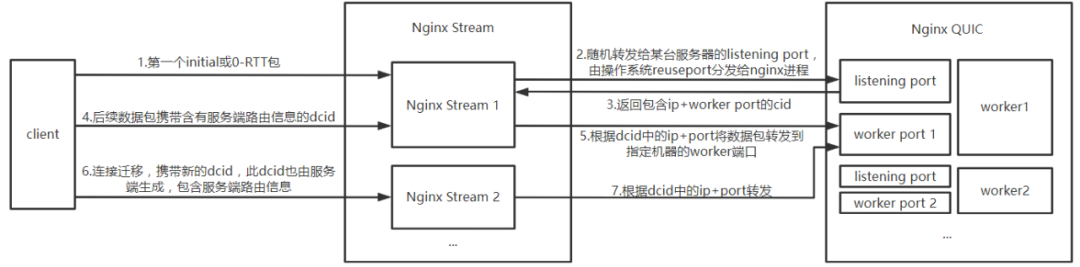 Nginx Stream
Nginx QUIC
client
1.第一个initial或0-RTT包
Nginx Stream 1
2.随机转发给某台服务器的listening port，
由操作系统reuseport分发给nginx进程
listening port
worker1
3.返回包含ip+worker port的cid
4.后续数据包携带含有服务端路由信息的dcid
worker port 1
5.根据dcid中的ip+port将数据包转发到
指定机器的worker端口
6.连接迁移，携带新的dcid，此dcid也由服务
端生成，包含服务端路由信息
Nginx Stream 2
7.根据dcid中的ip+port转发
listening port
worker port 2
worker2
...
...